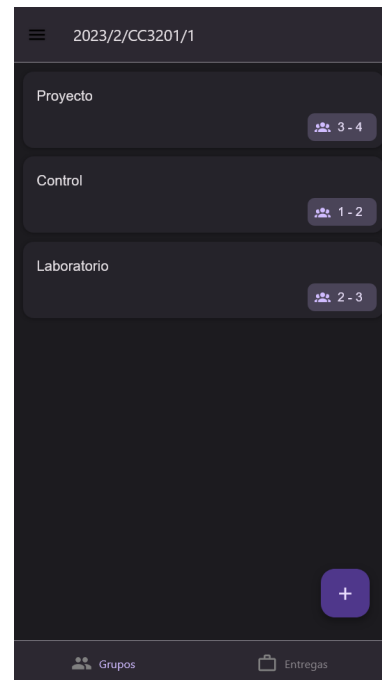 2023/2/CC3201/1
Proyecto
3 - 4
Control
1 - 2
Laboratorio
2 - 3
+
Grupos
Entregas